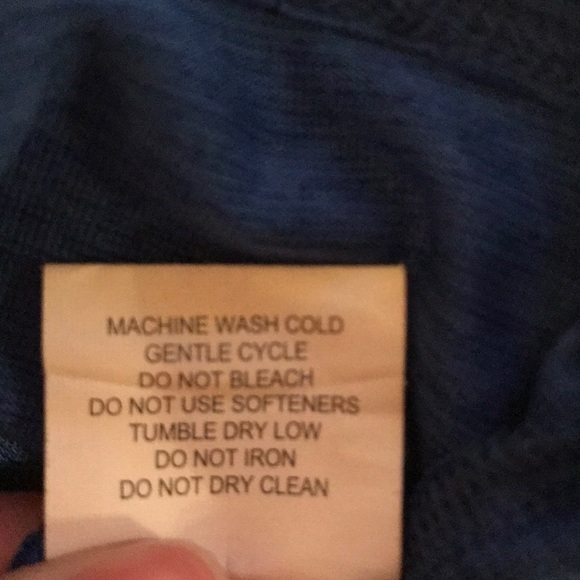 MACHINE WASH COLD
GENTLE CYCLE
DO NOT BLEACH
DO NOT USE SOFTENERS
TUMBLE DRY LOW
DO NOT IRON
DO NOT DRY CLEAN